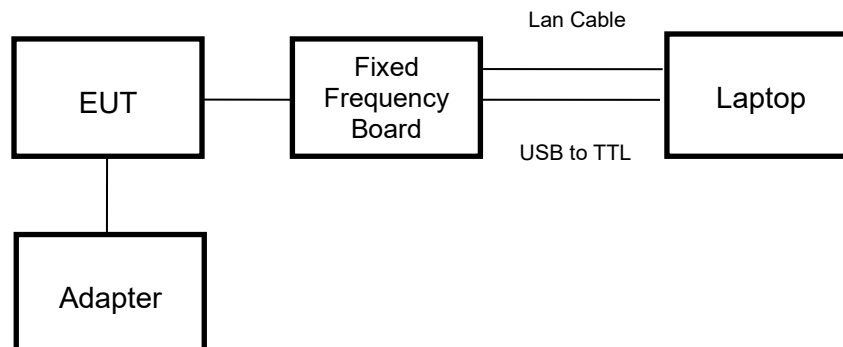 Lan Cable
EUT
Fixed
Frequency
Board
Laptop
USB to TTL
Adapter